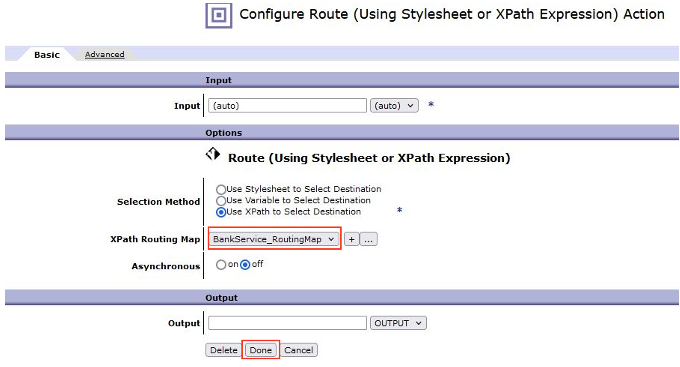 Configure Route (Using Stylesheet or XPath Expression) Action
Basic Advanced
Input
Input (auto) (auto) *
Options
Route (Using Stylesheet or XPath Expression)
Selection Method
Use Stylesheet to Select Destination
Use Variable to Select Destination
Use XPath to Select Destination *
XPath Routing Map BankService_RoutingMap + ...
Asynchronous on off
Output
Output OUTPUT
Delete Done Cancel